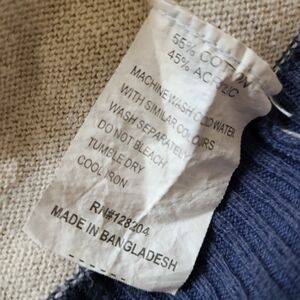 55% COTTON
45% ACRYLIC
MACHINE WASH COLD WATER
WITH SIMILAR COLOURS
WASH SEPARATELY
DO NOT BLEACH
TUMBLE DRY
COOL IRON
RN#128204
MADE IN BANGLADESH